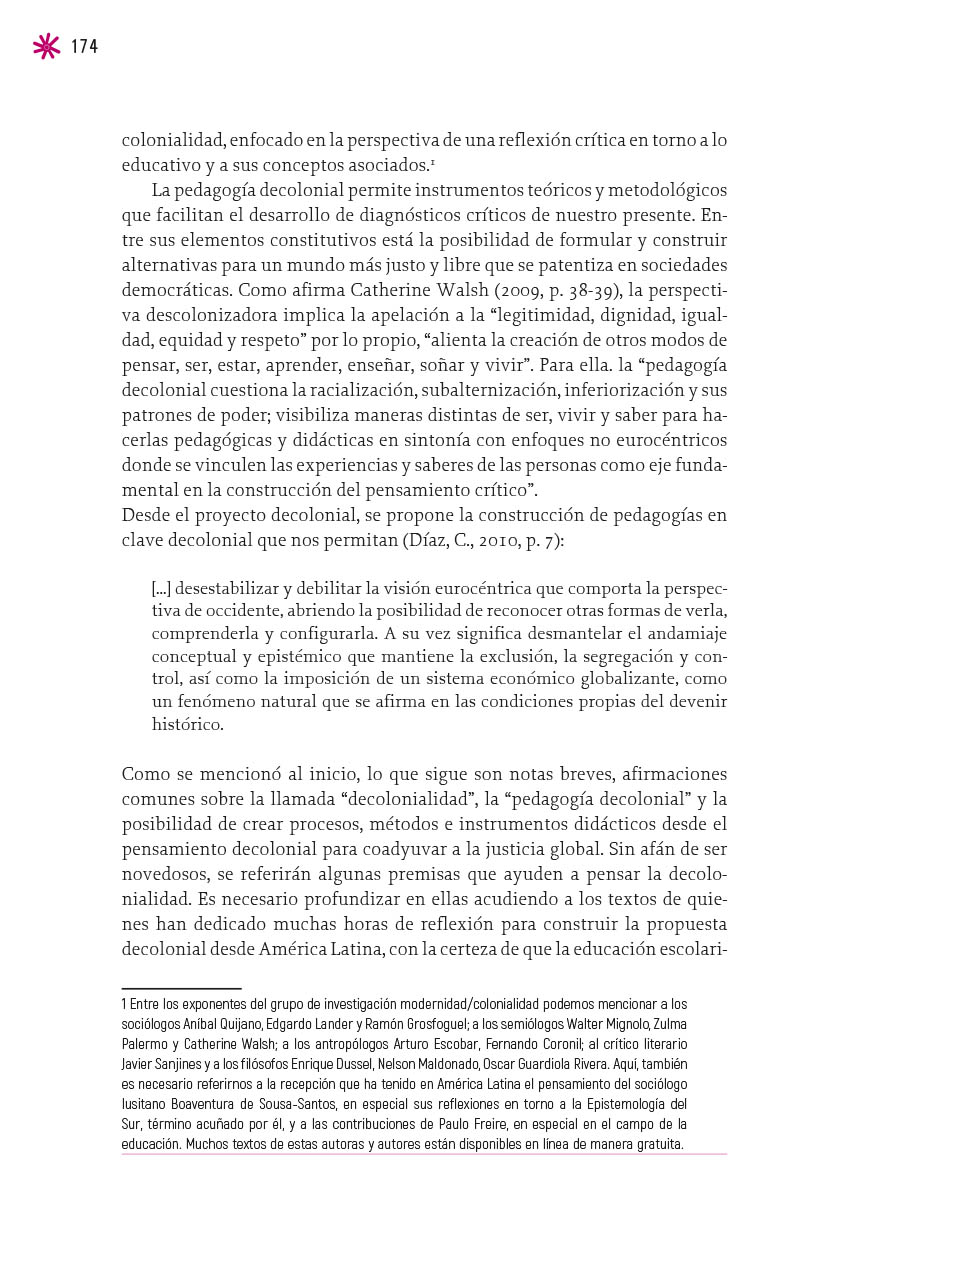 174
colonialidad, enfocado en la perspectiva de una reflexión crítica en torno a lo
educativo y a sus conceptos asociados.1
La pedagogía decolonial permite instrumentos teóricos y metodológicos
que facilitan el desarrollo de diagnósticos críticos de nuestro presente. En-
tre sus elementos constitutivos está la posibilidad de formular y construir
alternativas para un mundo más justo y libre que se patentiza en sociedades
democráticas. Como afirma Catherine Walsh (2009, p. 38-39), la perspecti-
va descolonizadora implica la apelación a la “legitimidad, dignidad, igual-
dad, equidad y respeto” por lo propio, “alienta la creación de otros modos de
pensar, ser, estar, aprender, enseñar, soñar y vivir”. Para ella. la “pedagogía
decolonial cuestiona la racialización, subalternización, inferiorización y sus
patrones de poder; visibiliza maneras distintas de ser, vivir y saber para ha-
cerlas pedagógicas y didácticas en sintonía con enfoques no eurocéntricos
donde se vinculen las experiencias y saberes de las personas como eje funda-
mental en la construcción del pensamiento crítico”.
Desde el proyecto decolonial, se propone la construcción de pedagogías en
clave decolonial que nos permitan (Díaz, C., 2010, p. 7):
[...] desestabilizar y debilitar la visión eurocéntrica que comporta la perspec-
tiva de occidente, abriendo la posibilidad de reconocer otras formas de verla,
comprenderla y configurarla. A su vez significa desmantelar el andamiaje
conceptual y epistémico que mantiene la exclusión, la segregación y con-
trol, así como la imposición de un sistema económico globalizante, como
un fenómeno natural que se afirma en las condiciones propias del devenir
histórico.
Como se mencionó al inicio, lo que sigue son notas breves, afirmaciones
comunes sobre la llamada “decolonialidad”, la “pedagogía decolonial” y la
posibilidad de crear procesos, métodos e instrumentos didácticos desde el
pensamiento decolonial para coadyuvar a la justicia global. Sin afán de ser
novedosos, se referirán algunas premisas que ayuden a pensar la decolo-
nialidad. Es necesario profundizar en ellas acudiendo a los textos de quie-
nes han dedicado muchas horas de reflexión para construir la propuesta
decolonial desde América Latina, con la certeza de que la educación escolari-
1 Entre los exponentes del grupo de investigación modernidad/colonialidad podemos mencionar a los
sociólogos Aníbal Quijano, Edgardo Lander y Ramón Grosfoguel; a los semiólogos Walter Mignolo, Zulma
Palermo y Catherine Walsh; a los antropólogos Arturo Escobar, Fernando Coronil; al crítico literario
Javier Sanjines y a los filósofos Enrique Dussel, Nelson Maldonado, Oscar Guardiola Rivera. Aquí, también
es necesario referirnos a la recepción que ha tenido en América Latina el pensamiento del sociólogo
lusitano Boaventura de Sousa-Santos, en especial sus reflexiones en torno a la Epistemología del
Sur, término acuñado por él, y a las contribuciones de Paulo Freire, en especial en el campo de la
educación. Muchos textos de estas autoras y autores están disponibles en línea de manera gratuita.